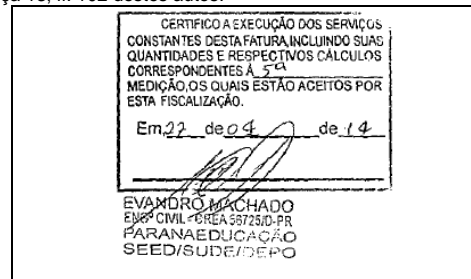 CERTIFICO A EXECUÇÃO DOS SERVIÇOS
CONSTANTES DESTA FATURA, INCLUINDO SUAS
QUANTIDADES E RESPECTIVOS CÁLCULOS
CORRESPONDENTES Á 5ª
MEDIÇÃO, OS QUAIS ESTÃO ACEITOS POR
ESTA FISCALIZAÇÃO.
Em, 22 de 04 de 14
EVANDRO MACHADO
ENGº CIVIL - CREA 56725/D-PR
PARANAEDUCAÇÃO
SEED/SUDE/DEPO